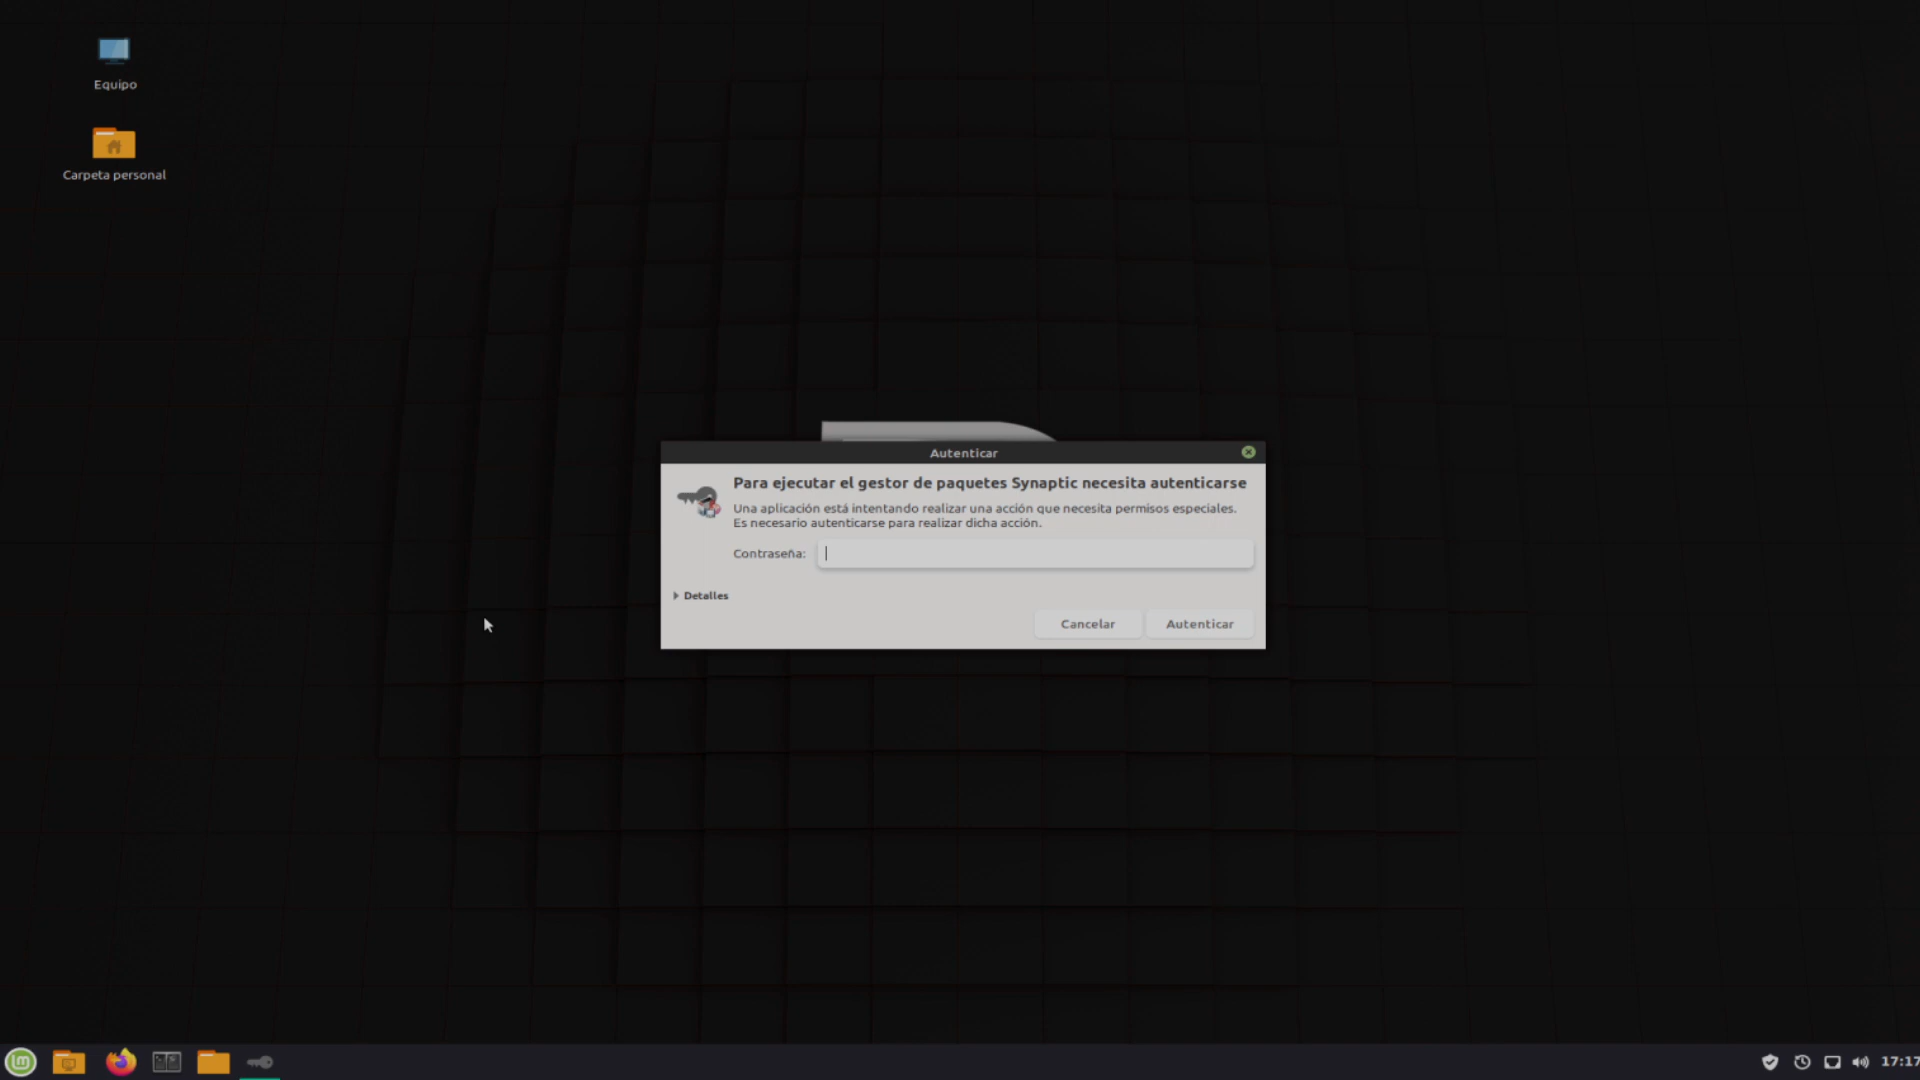 Equipo
Carpeta personal
Autenticar
Para ejecutar el gestor de paquetes Synaptic necesita autenticarse
Una aplicación está intentando realizar una acción que necesita permisos especiales.
Es necesario autenticarse para realizar dicha acción.
Contraseña:
Detalles
Cancelar
Autenticar
17:17